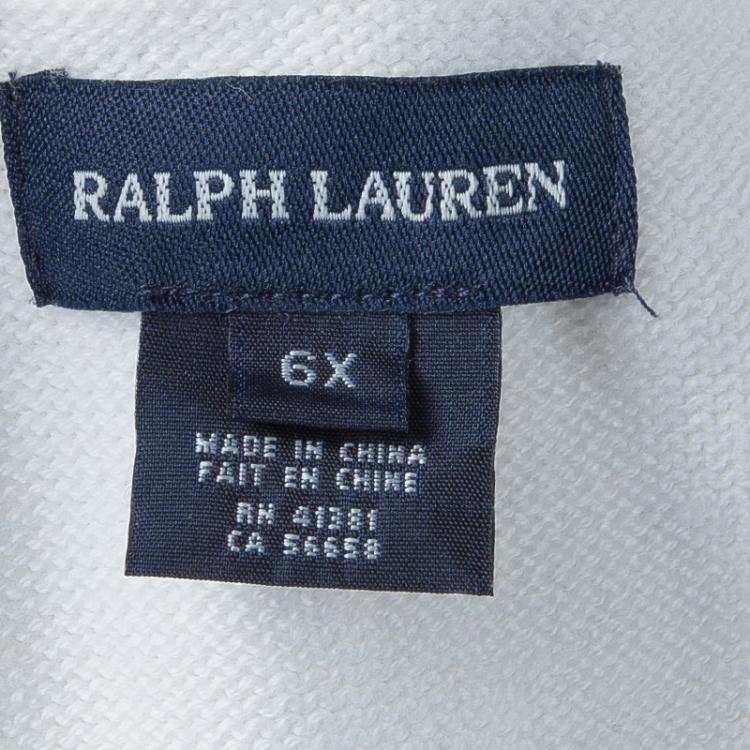 RALPH LAUREN
6X
MADE IN CHINA
FAIT EN CHINE
RN 41381
CA 56658